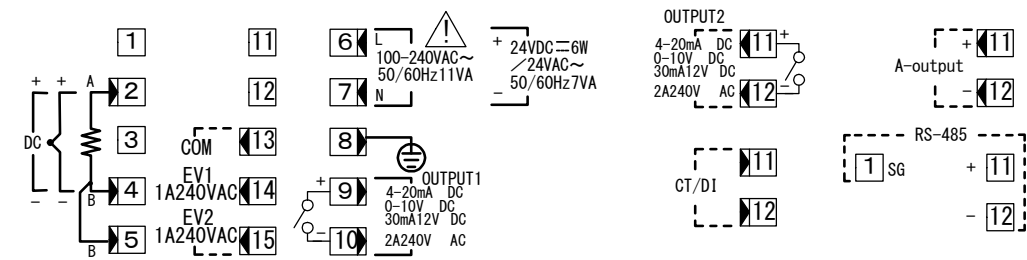 1
2
3
4
5
+ + A
DC
- - B
B
11
12
COM 13
EV1
1A240VAC 14
EV2
1A240VAC 15
6 L
100-240VAC~
50/60Hz11VA
7 N
+ 24VDC⎓6W
/24VAC~
- 50/60Hz7VA
8
OUTPUT1
+ 9 4-20mA DC
0-10V DC
30mA12V DC
- 10 2A240V AC
OUTPUT2
4-20mA DC 11 +
0-10V DC
30mA12V DC
2A240V AC 12 -
CT/DI
11
12
A-output
+ 11
- 12
RS-485
1 SG
+ 11
- 12